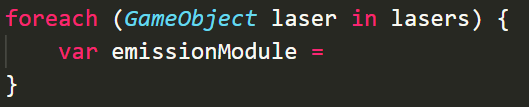 foreach (GameObject laser in lasers) {
    var emissionModule =
}